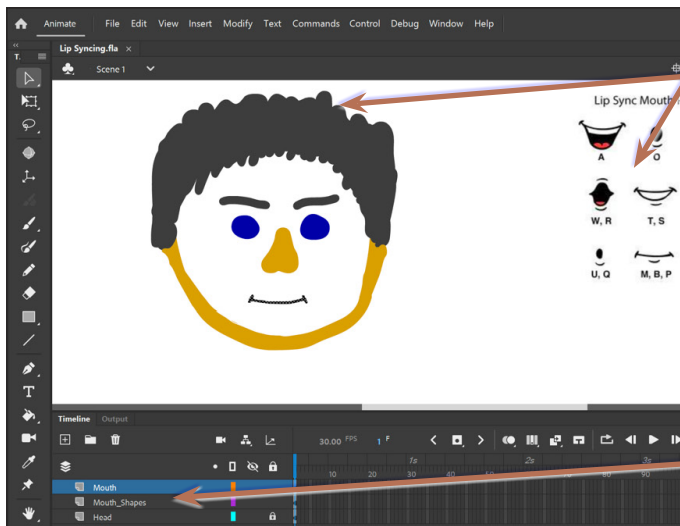 Animate File Edit View Insert Modify Text Commands Control Debug Window Help
Lip Syncing.fla ×
T.
Scene 1
Lip Sync Mouth
A O
W, R T, S
U, Q M, B, P
T
Timeline Output
30.00 FPS 1 F
1s 2s 3s
10 20 30 40 50 60 70 80 90
Mouth
Mouth_Shapes
Head